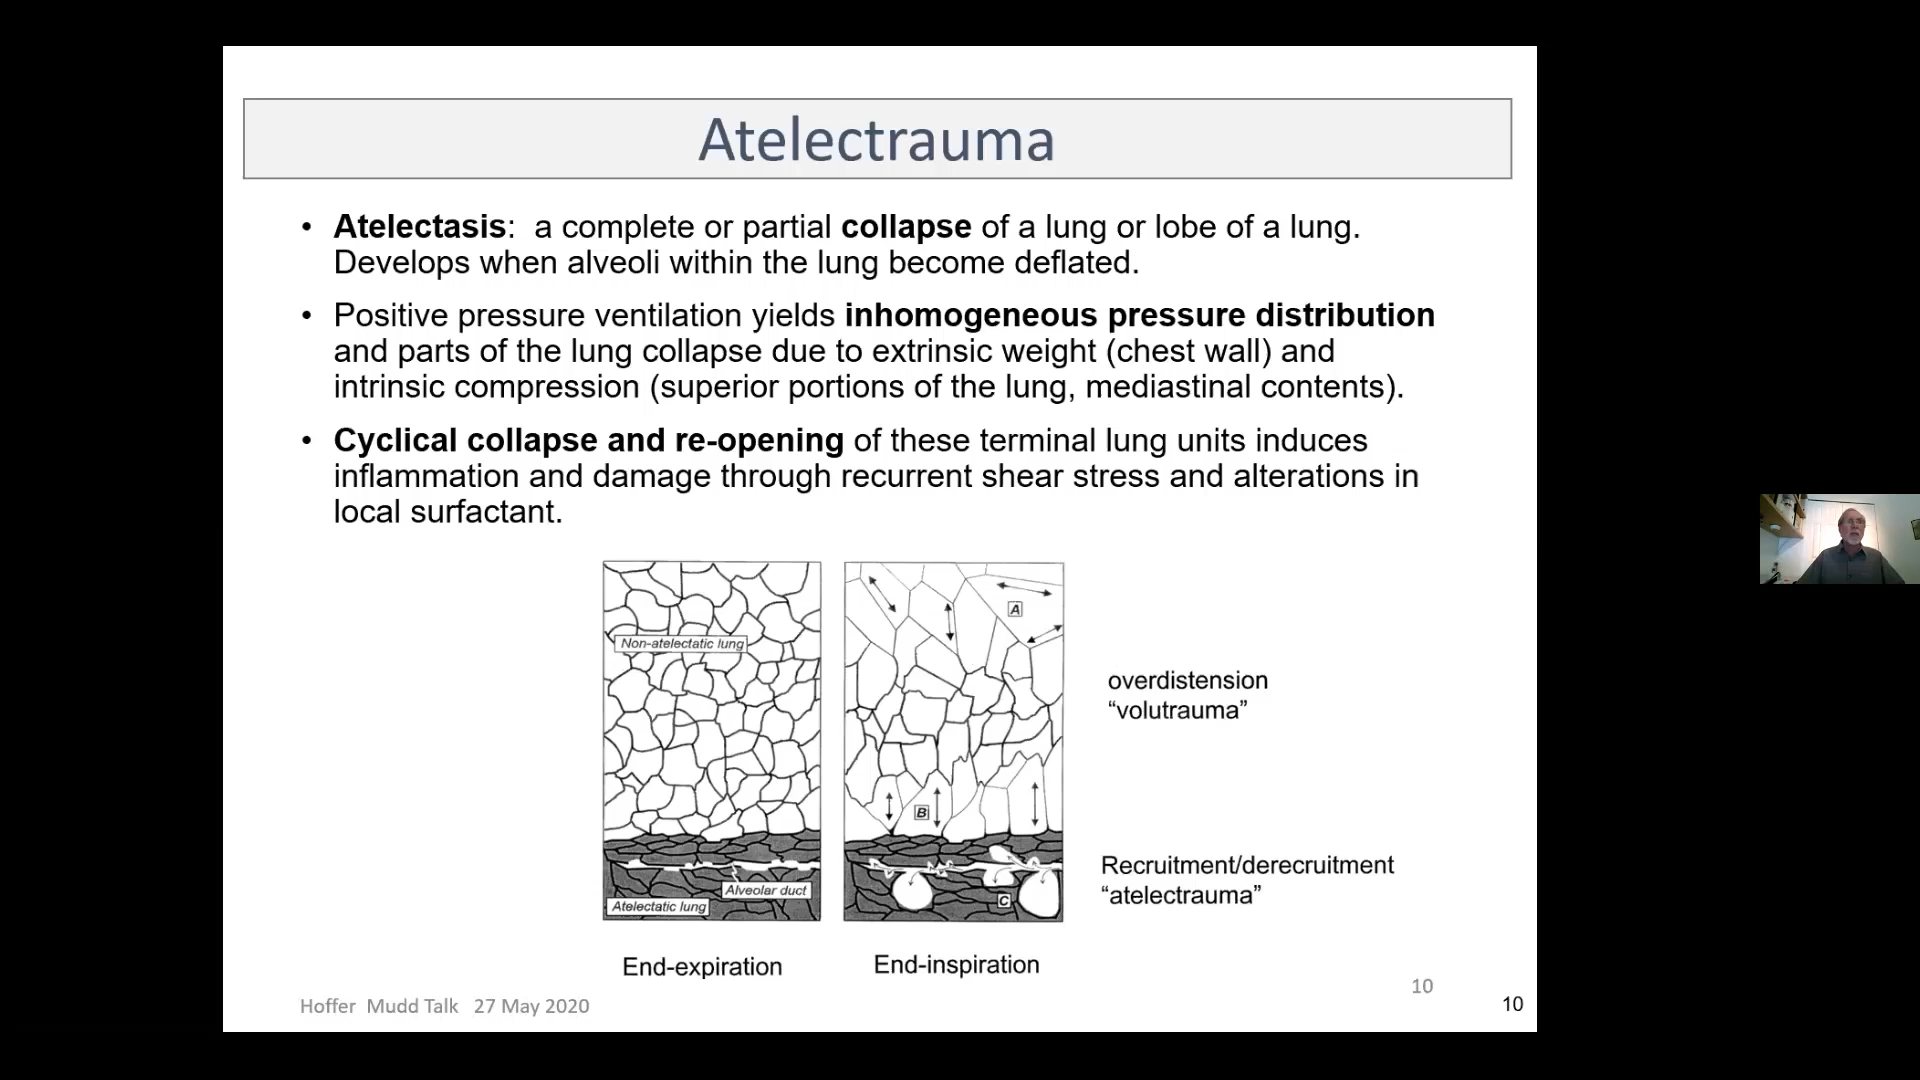 Atelectrauma
• Atelectasis: a complete or partial collapse of a lung or lobe of a lung.
Develops when alveoli within the lung become deflated.
• Positive pressure ventilation yields inhomogeneous pressure distribution
and parts of the lung collapse due to extrinsic weight (chest wall) and
intrinsic compression (superior portions of the lung, mediastinal contents).
• Cyclical collapse and re-opening of these terminal lung units induces
inflammation and damage through recurrent shear stress and alterations in
local surfactant.
Non-atelectatic lung
Alveolar duct
Atelectatic lung
A
B
C
overdistension
“volutrauma”
Recruitment/derecruitment
“atelectrauma”
End-expiration
End-inspiration
Hoffer Mudd Talk 27 May 2020
10
10